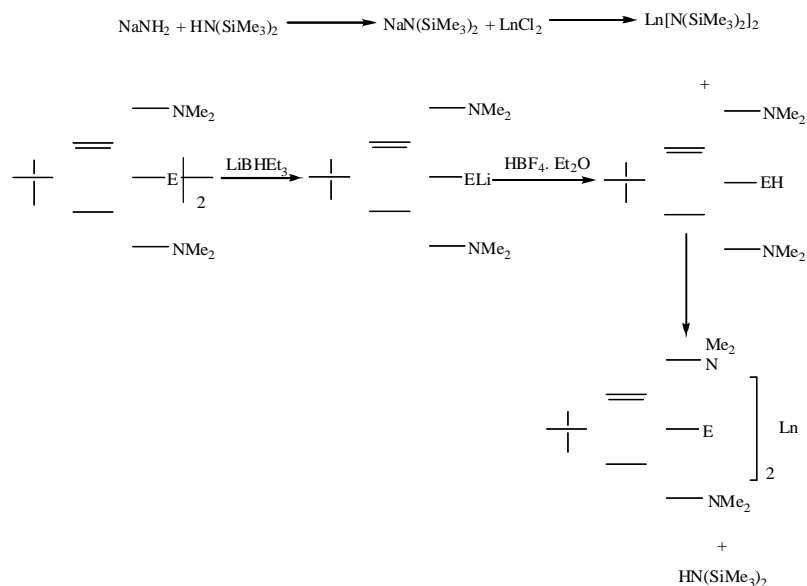 NaNH2 + HN(SiMe3)2 NaN(SiMe3)2 + LnCl2 Ln[N(SiMe3)2]2
+
NMe2 NMe2 NMe2
E 2 LiBHEt3 ELi HBF4. Et2O EH
NMe2 NMe2 NMe2
Me2
N
E Ln
2
NMe2
+
HN(SiMe3)2